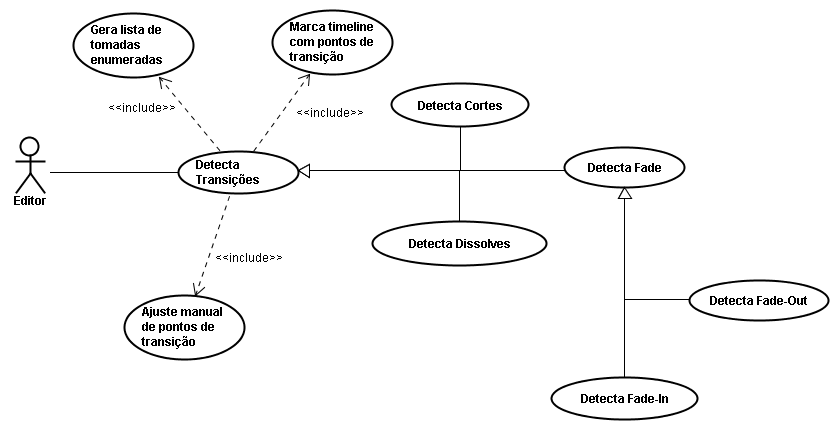 Gera lista de
tomadas
enumeradas
Marca timeline
com pontos de
transição
<<include>>
<<include>>
Detecta Cortes
Editor
Detecta
Transições
Detecta Fade
Detecta Dissolves
<<include>>
Ajuste manual
de pontos de
transição
Detecta Fade-Out
Detecta Fade-In